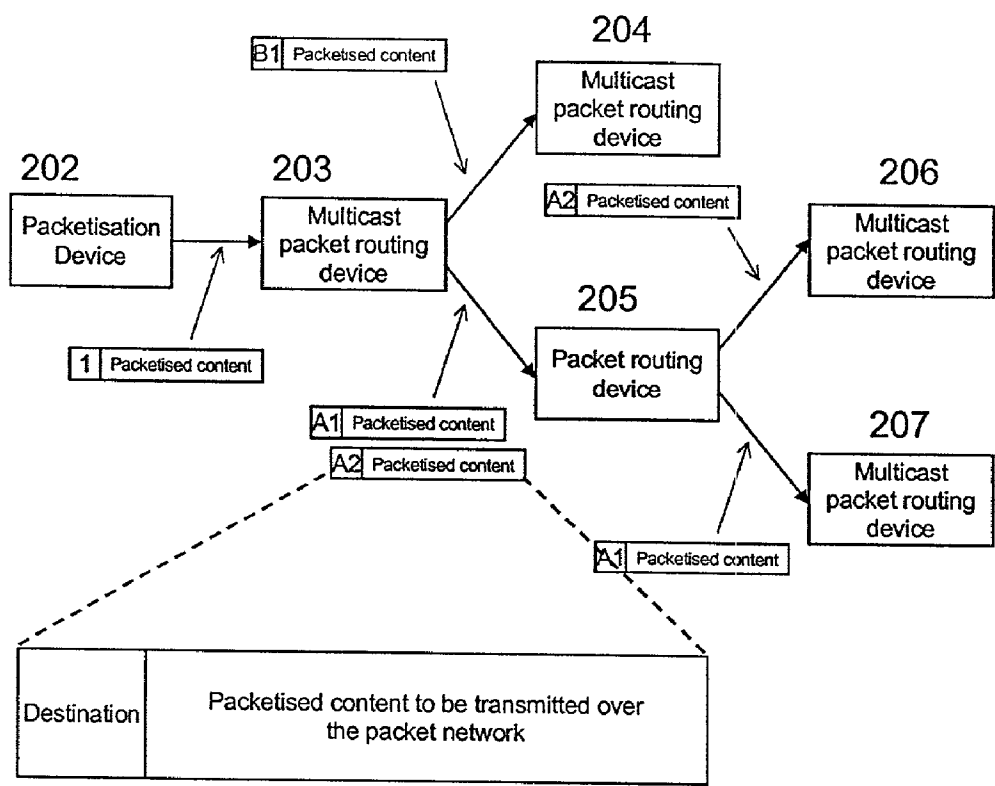 204
B1 Packetised content
Multicast
packet routing
device
202
203
206
Packetisation
Device
Multicast
packet routing
device
A2 Packetised content
Multicast
packet routing
device
205
1 Packetised content
Packet routing
device
A1 Packetised content
207
A2 Packetised content
Multicast
packet routing
device
A1 Packetised content
Destination
Packetised content to be transmitted over
the packet network